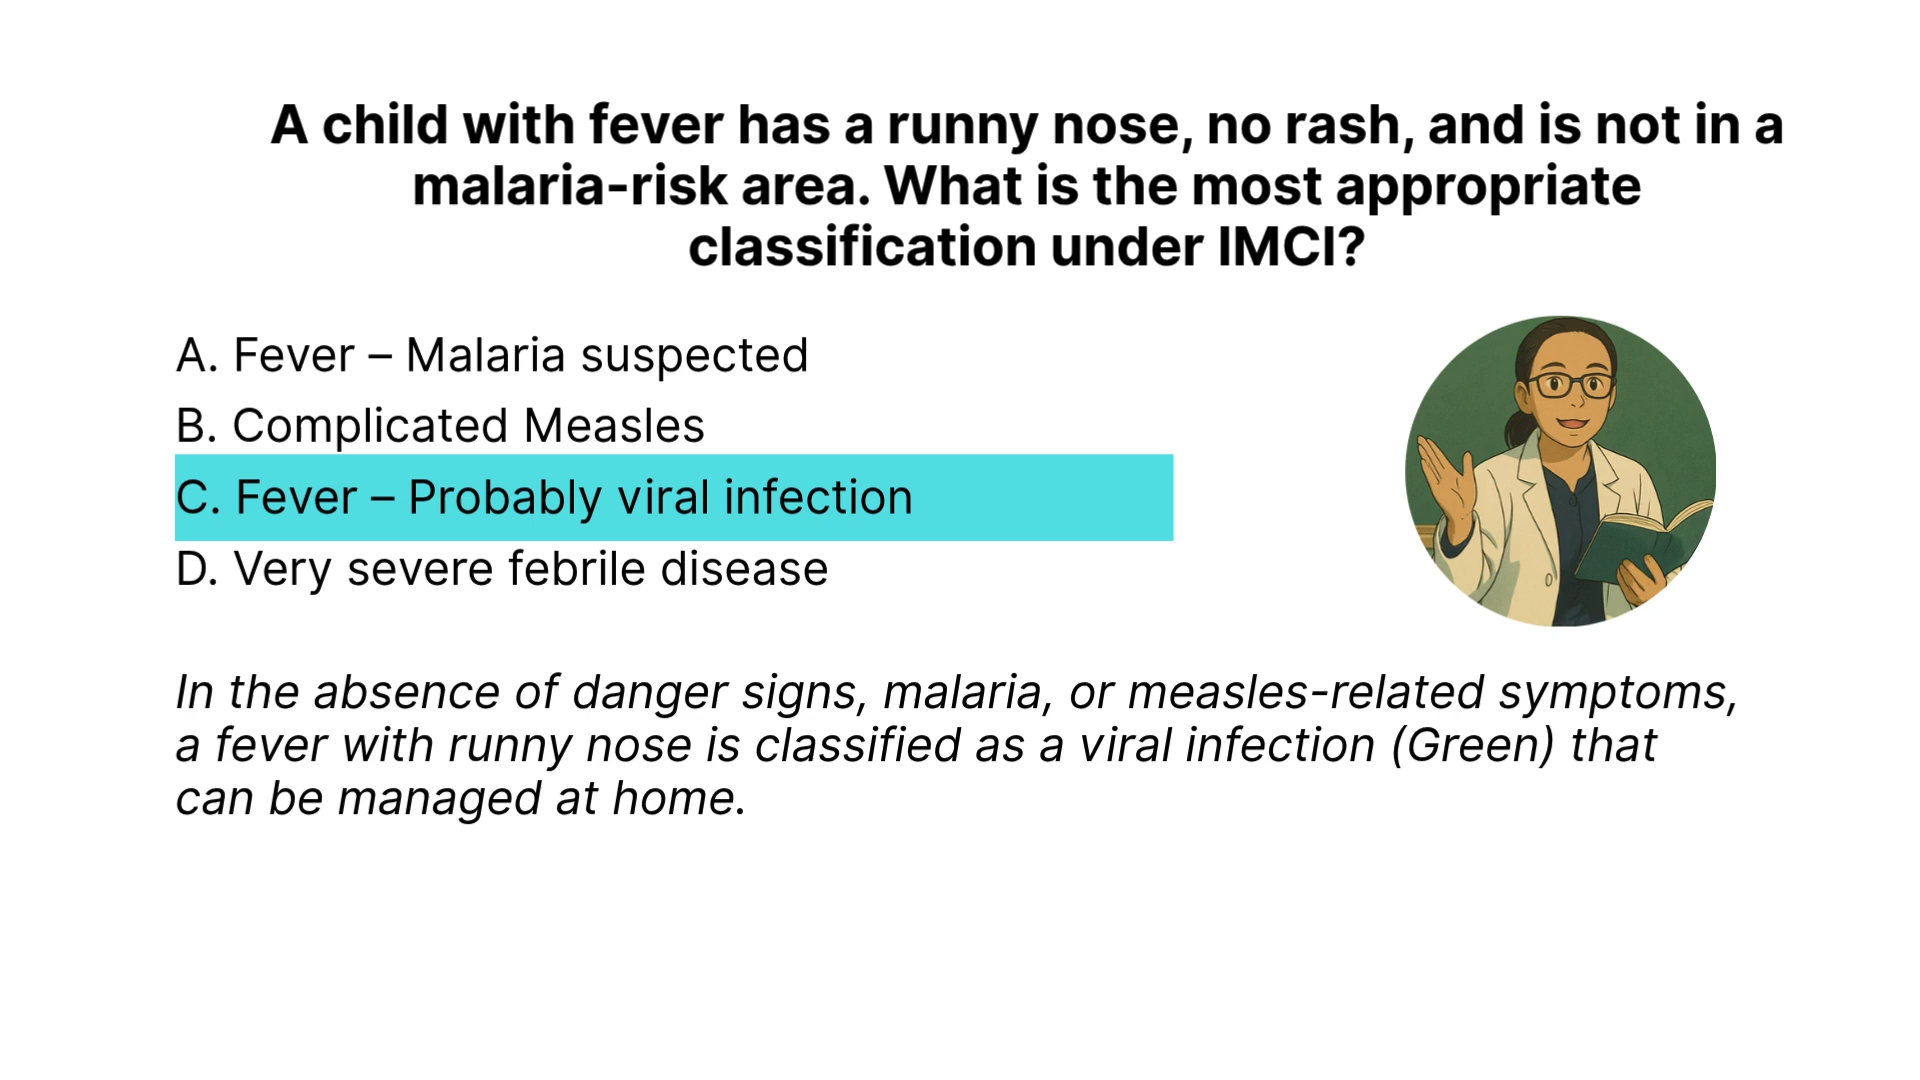 A child with fever has a runny nose, no rash, and is not in a
malaria-risk area. What is the most appropriate
classification under IMCI?
A. Fever – Malaria suspected
B. Complicated Measles
C. Fever – Probably viral infection
D. Very severe febrile disease
In the absence of danger signs, malaria, or measles-related symptoms,
a fever with runny nose is classified as a viral infection (Green) that
can be managed at home.